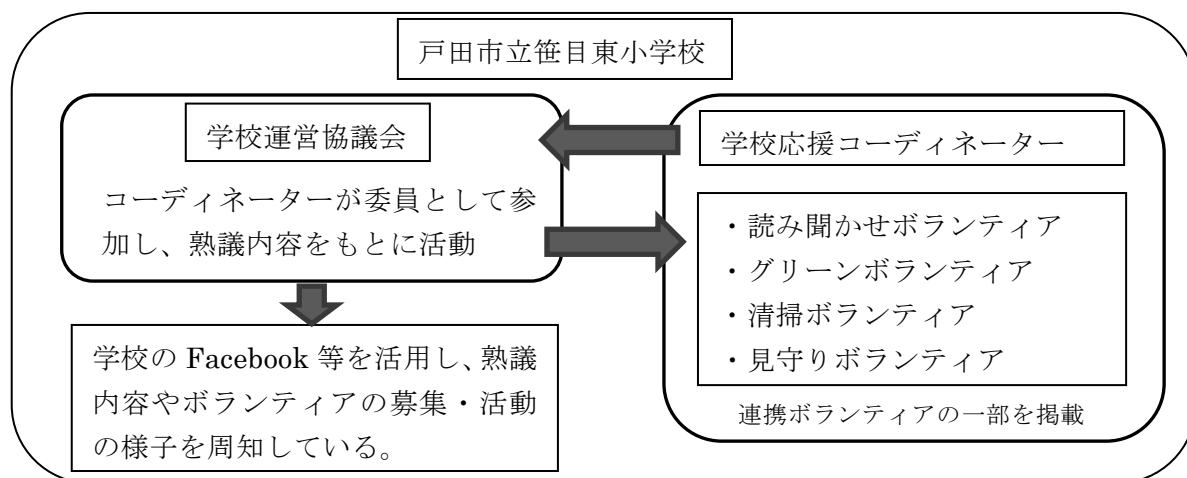 戸田市立笹目東小学校
学校運営協議会
コーディネーターが委員として参
加し、熟議内容をもとに活動
学校の Facebook 等を活用し、熟議
内容やボランティアの募集・活動
の様子を周知している。
学校応援コーディネーター
・読み聞かせボランティア
・グリーンボランティア
・清掃ボランティア
・見守りボランティア
連携ボランティアの一部を掲載